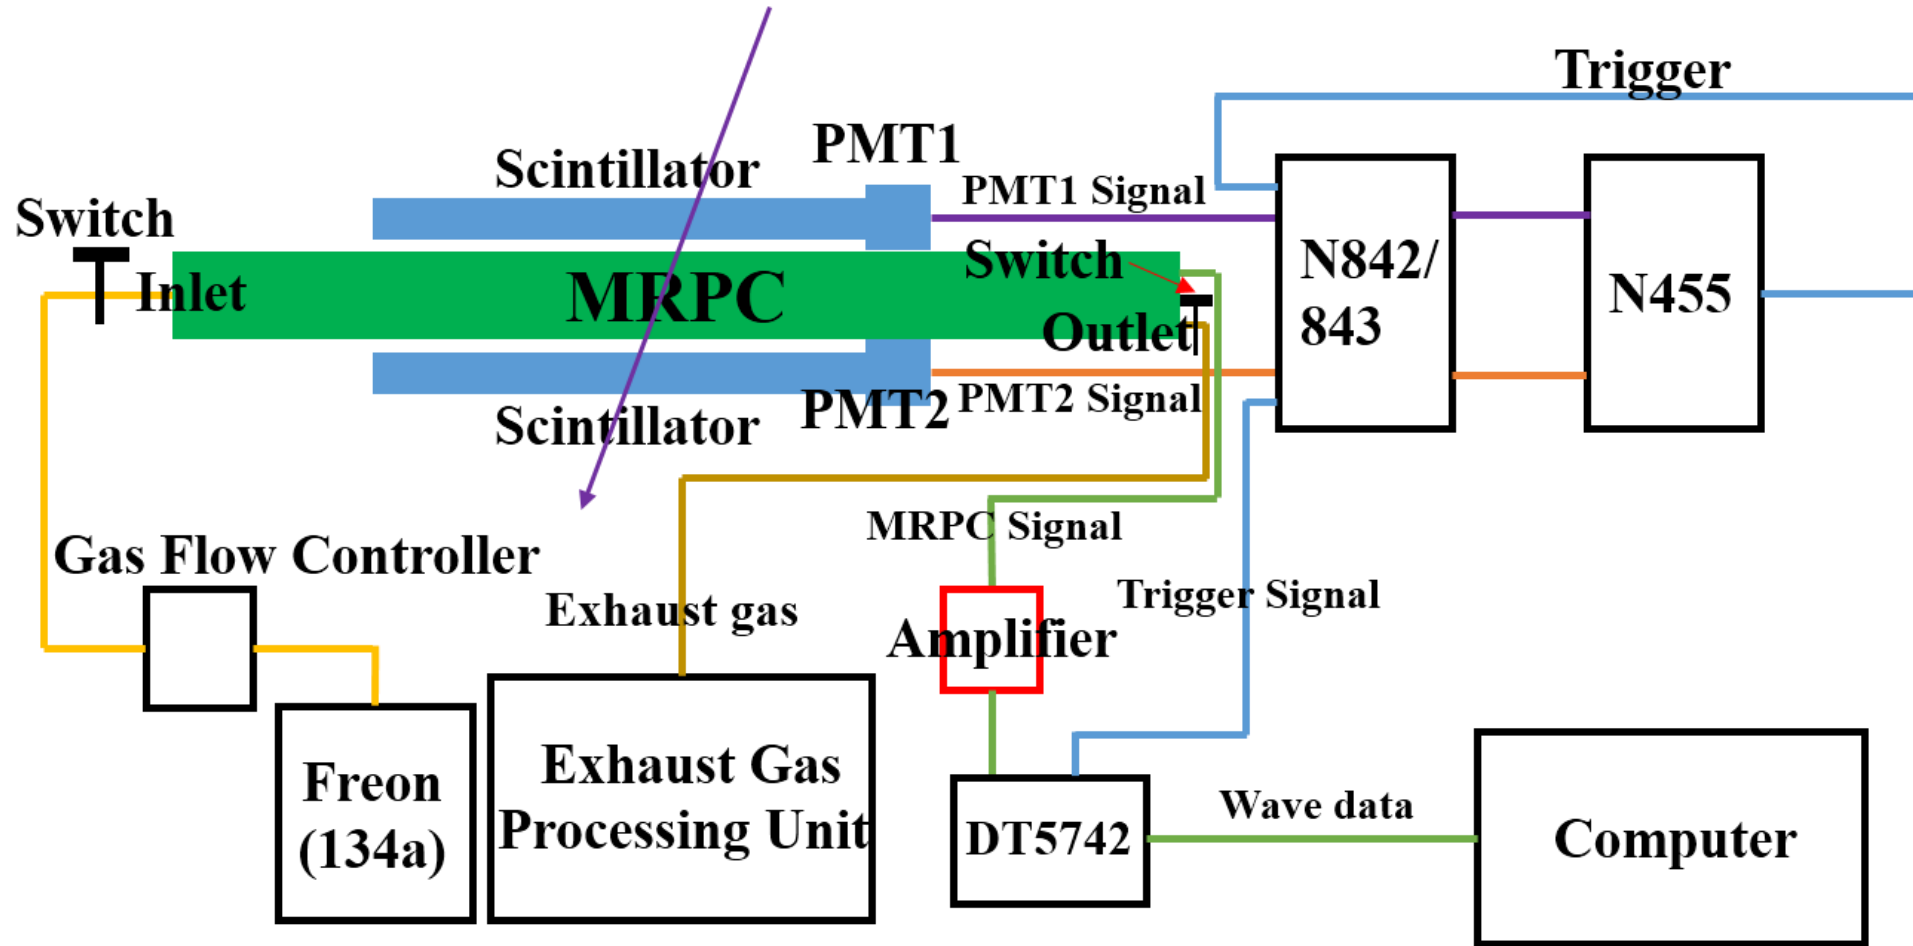 Trigger
PMT1
Scintillator
PMT1 Signal
Switch
N842/
843
Switch
Inlet
MRPC
N455
Outlet
PMT2 Signal
PMT2
Scintillator
MRPC Signal
Gas Flow Controller
Trigger Signal
Exhaust gas
Amplifier
Freon
(134a)
Exhaust Gas
Processing Unit
DT5742
Wave data
Computer